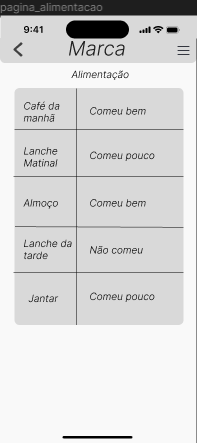 pagina_alimentacao
9:41
Marca
Alimentação
Café da
manhã
Comeu bem
Lanche
Matinal
Comeu pouco
Almoço
Comeu bem
Lanche da
tarde
Não comeu
Jantar
Comeu pouco